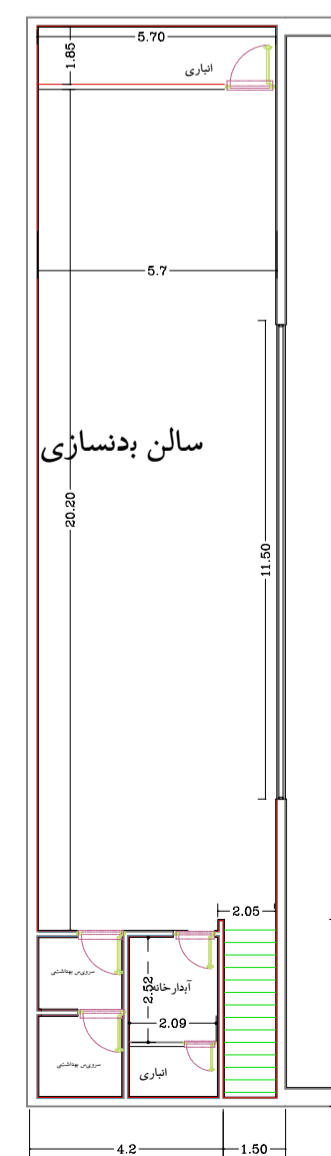 5.70
1.85
انباری
5.7
سالن بدنسازی
20.20
11.50
2.05
سرویس بهداشتی
آبدارخانه
2.52
2.09
سرویس بهداشتی
انباری
4.2
1.50